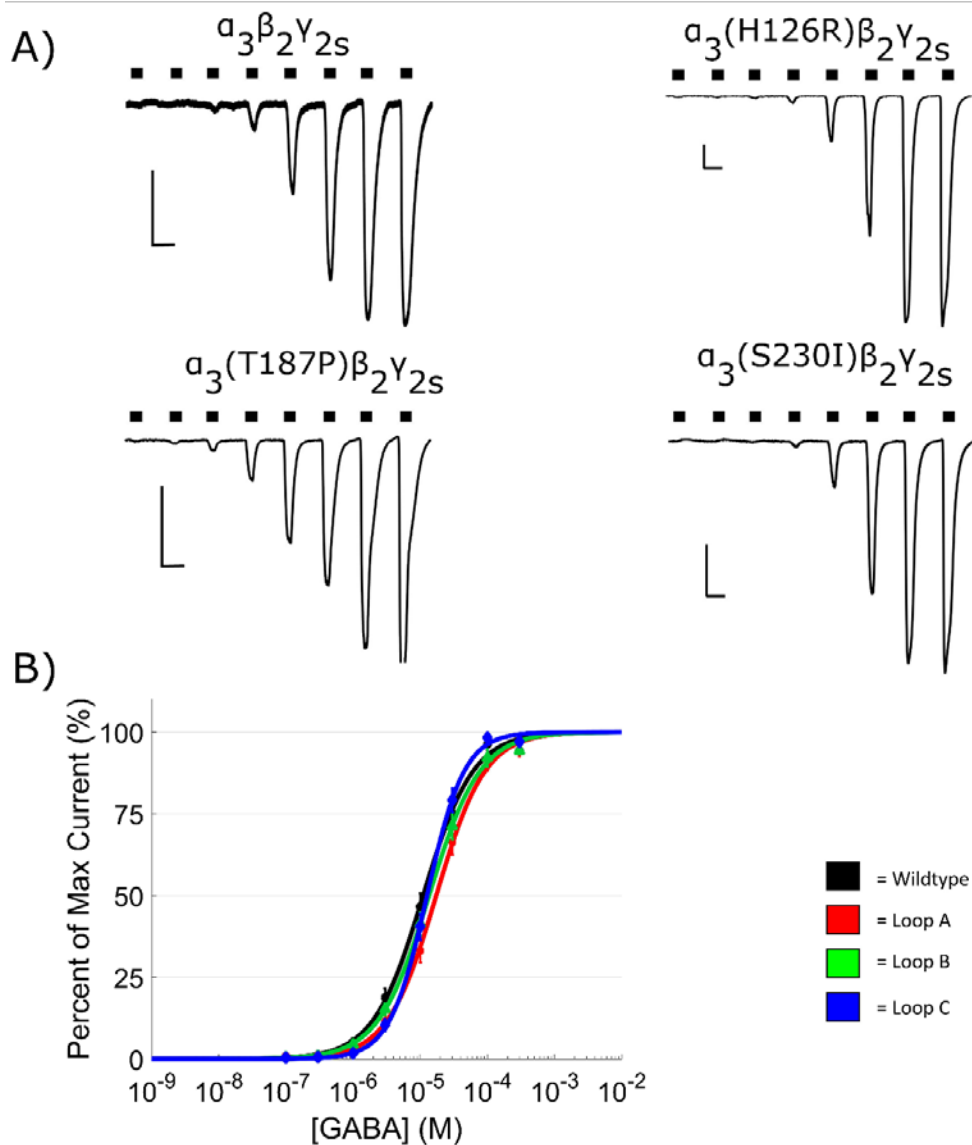 A)
α₃β₂γ₂ₛ
α₃(H126R)β₂γ₂ₛ
α₃(T187P)β₂γ₂ₛ
α₃(S230I)β₂γ₂ₛ
B)
Percent of Max Current (%)
100
75
50
25
0
10⁻⁹ 10⁻⁸ 10⁻⁷ 10⁻⁶ 10⁻⁵ 10⁻⁴ 10⁻³ 10⁻²
[GABA] (M)
= Wildtype
= Loop A
= Loop B
= Loop C